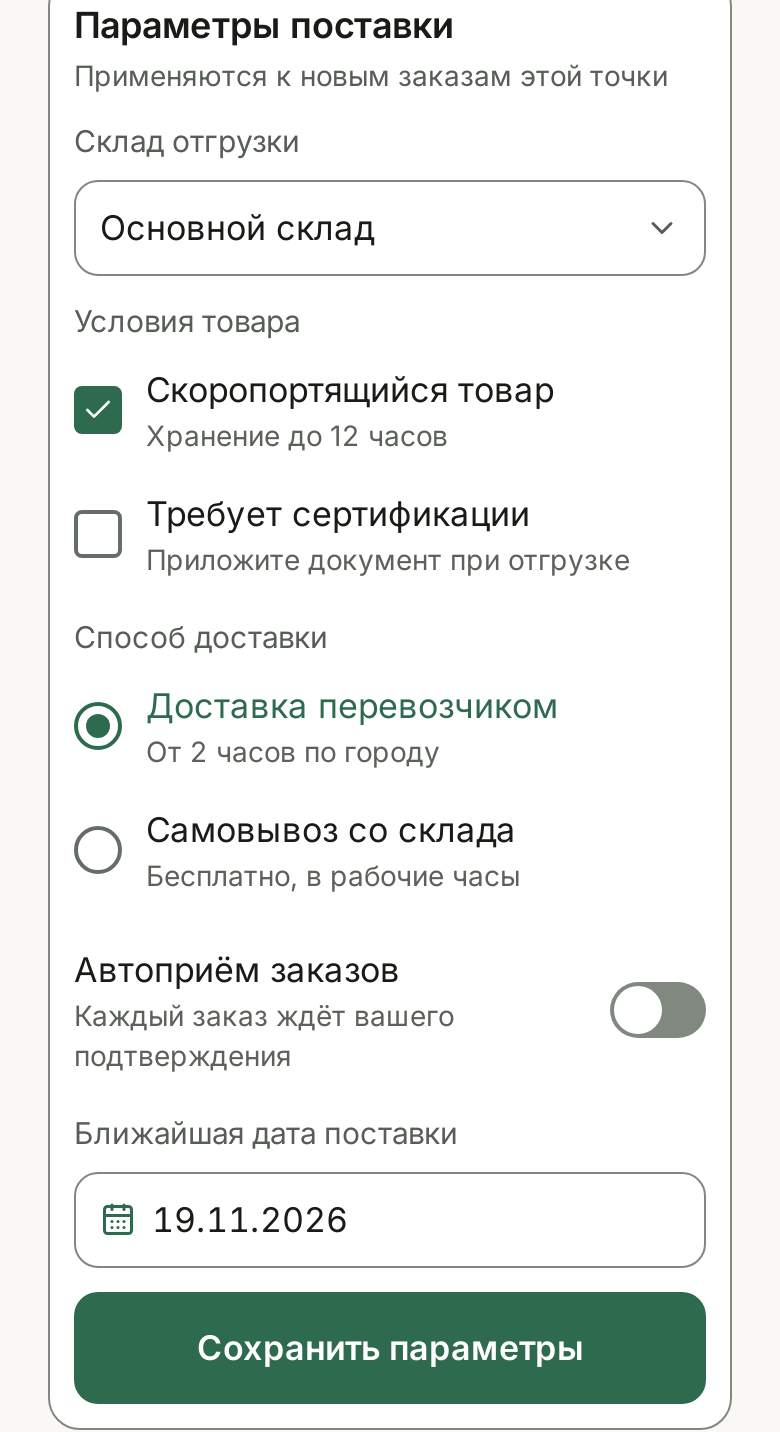 Параметры поставки
Применяются к новым заказам этой точки
Склад отгрузки
Основной склад
Условия товара
Скоропортящийся товар
Хранение до 12 часов
Требует сертификации
Приложите документ при отгрузке
Способ доставки
Доставка перевозчиком
От 2 часов по городу
Самовывоз со склада
Бесплатно, в рабочие часы
Автоприём заказов
Каждый заказ ждёт вашего
подтверждения
Ближайшая дата поставки
19.11.2026
Сохранить параметры